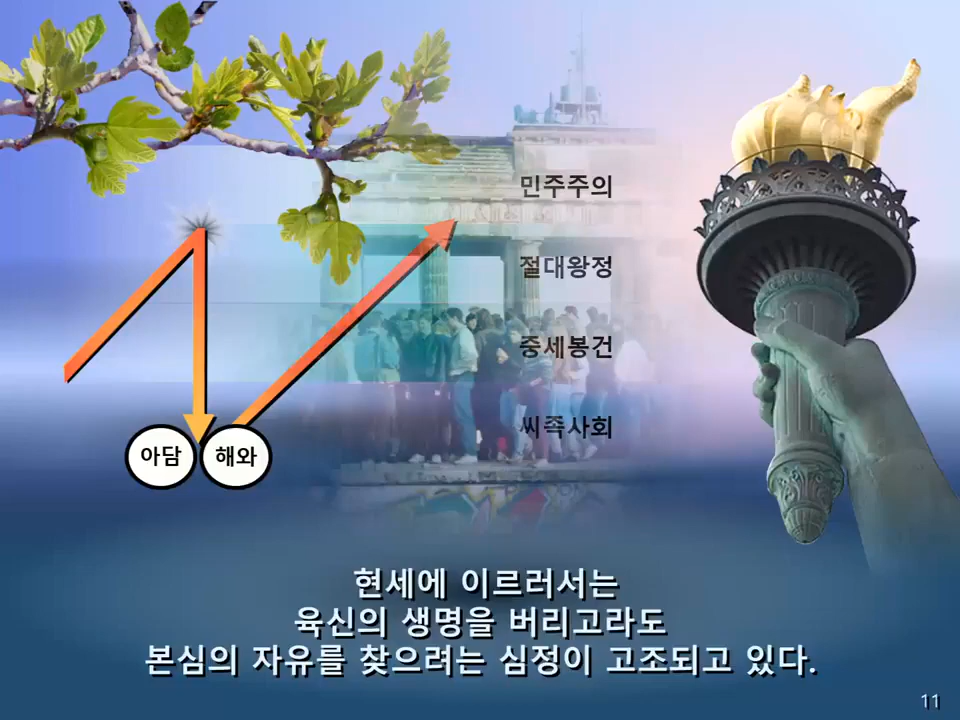 민주주의
절대왕정
중세봉건
씨족사회
아담
해와
현세에 이르러서는
육신의 생명을 버리고라도
본심의 자유를 찾으려는 심정이 고조되고 있다.
11